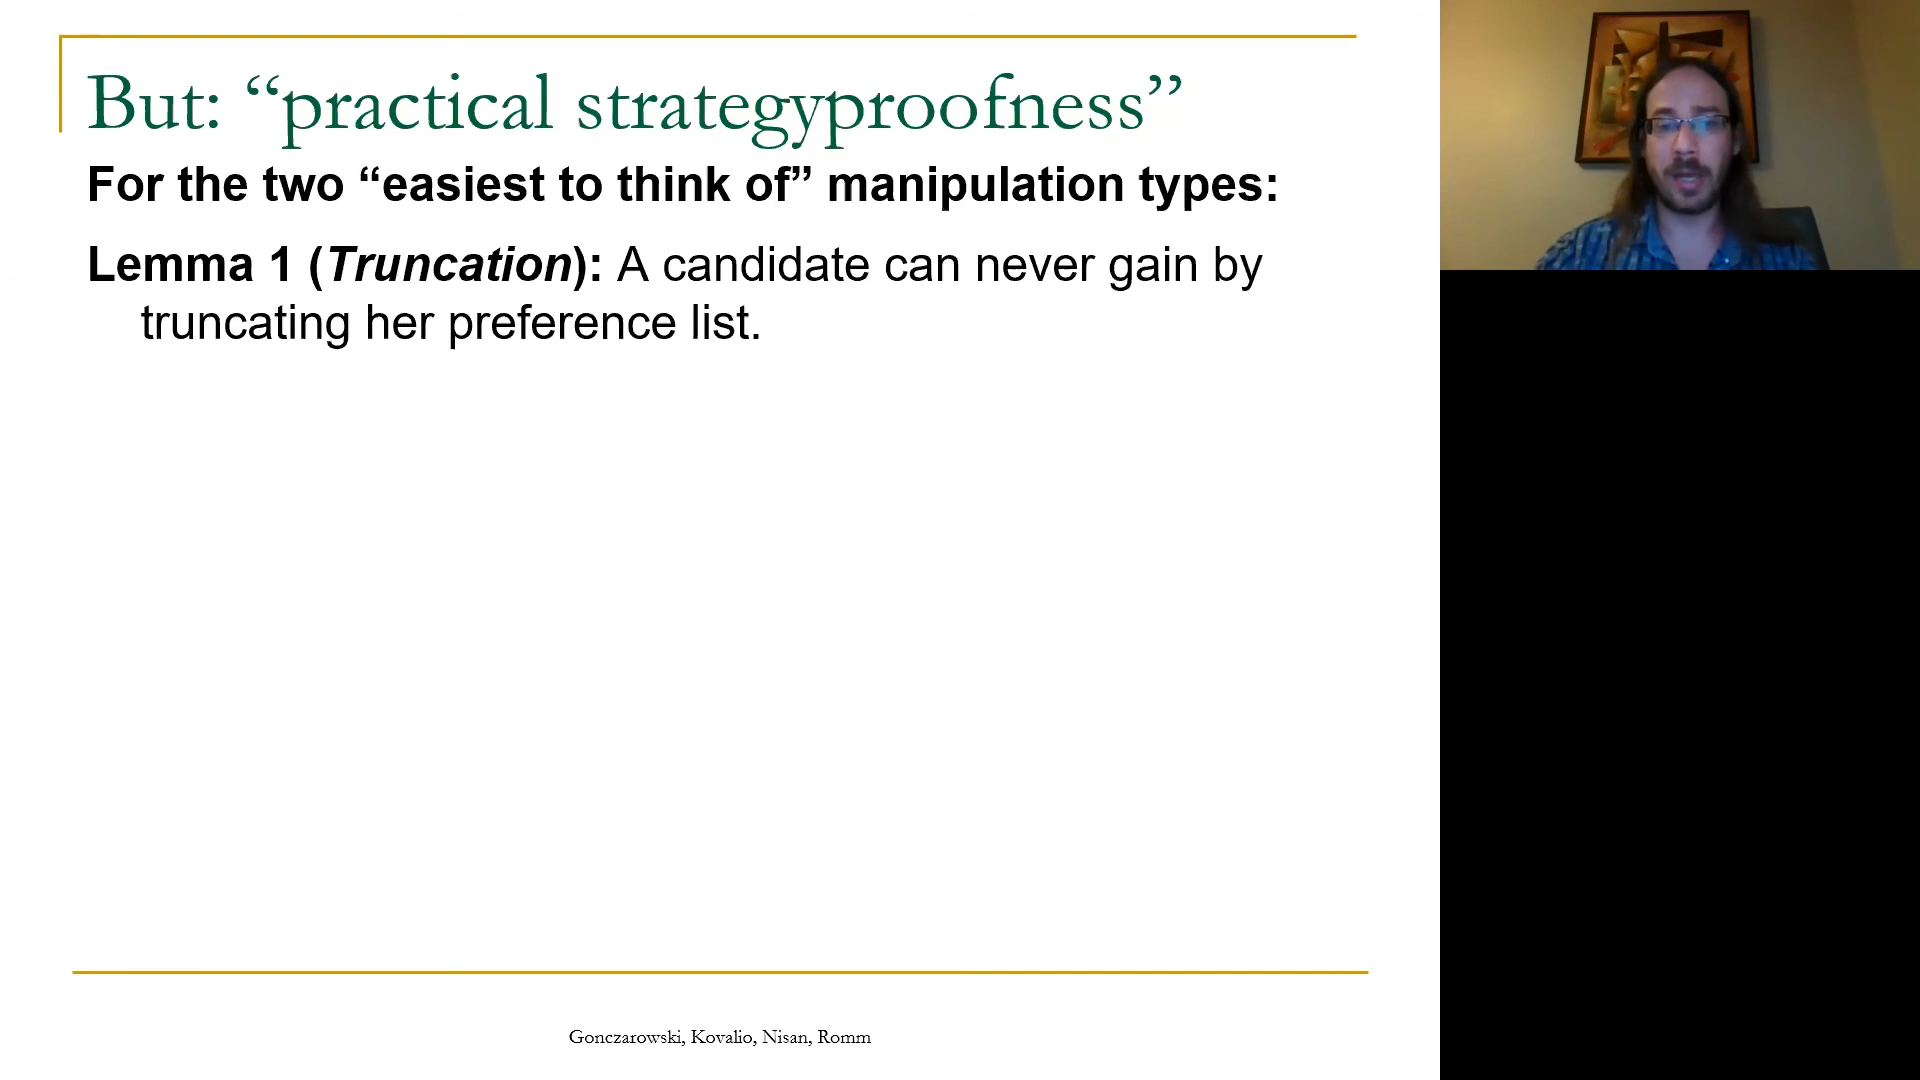 But: “practical strategyproofness”
For the two “easiest to think of” manipulation types:
Lemma 1 (Truncation): A candidate can never gain by
truncating her preference list.
Gonczarowski, Kovalio, Nisan, Romm